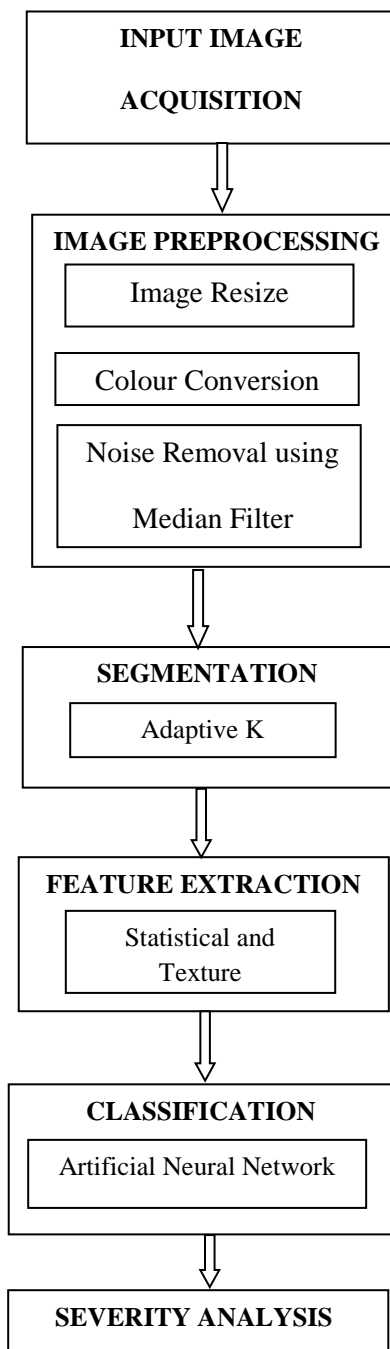 INPUT IMAGE
ACQUISITION
IMAGE PREPROCESSING
Image Resize
Colour Conversion
Noise Removal using
Median Filter
SEGMENTATION
Adaptive K
FEATURE EXTRACTION
Statistical and
Texture
CLASSIFICATION
Artificial Neural Network
SEVERITY ANALYSIS